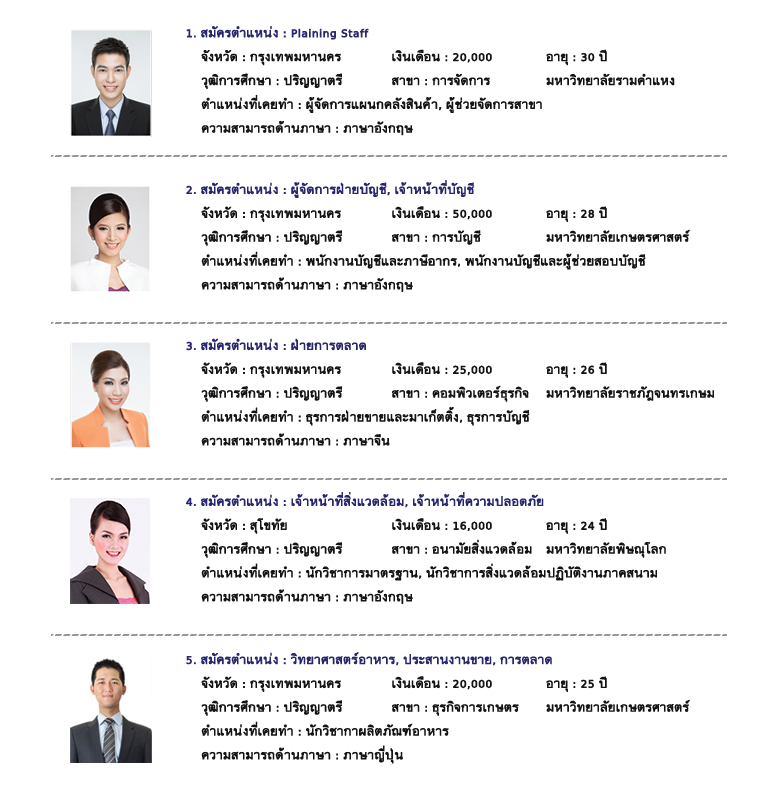 1. สมัครตำแหน่ง : Plaining Staff
จังหวัด : กรุงเทพมหานคร เงินเดือน : 20,000 อายุ : 30 ปี
วุฒิการศึกษา : ปริญญาตรี สาขา : การจัดการ มหาวิทยาลัยรามคำแหง
ตำแหน่งที่เคยทำ : ผู้จัดการแผนกคลังสินค้า, ผู้ช่วยจัดการสาขา
ความสามารถด้านภาษา : ภาษาอังกฤษ
2. สมัครตำแหน่ง : ผู้จัดการฝ่ายบัญชี, เจ้าหน้าที่บัญชี
จังหวัด : กรุงเทพมหานคร เงินเดือน : 50,000 อายุ : 28 ปี
วุฒิการศึกษา : ปริญญาตรี สาขา : การบัญชี มหาวิทยาลัยเกษตรศาสตร์
ตำแหน่งที่เคยทำ : พนักงานบัญชีและภาษีอากร, พนักงานบัญชีและผู้ช่วยสอบบัญชี
ความสามารถด้านภาษา : ภาษาอังกฤษ
3. สมัครตำแหน่ง : ฝ่ายการตลาด
จังหวัด : กรุงเทพมหานคร เงินเดือน : 25,000 อายุ : 26 ปี
วุฒิการศึกษา : ปริญญาตรี สาขา : คอมพิวเตอร์ธุรกิจ มหาวิทยาลัยราชภัฎจนทรเกษม
ตำแหน่งที่เคยทำ : ธุรการฝ่ายขายและมาเก็ตติ้ง, ธุรการบัญชี
ความสามารถด้านภาษา : ภาษาจีน
4. สมัครตำแหน่ง : เจ้าหน้าที่สิ่งแวดล้อม, เจ้าหน้าที่ความปลอดภัย
จังหวัด : สุโขทัย เงินเดือน : 16,000 อายุ : 24 ปี
วุฒิการศึกษา : ปริญญาตรี สาขา : อนามัยสิ่งแวดล้อม มหาวิทยาลัยพิษณุโลก
ตำแหน่งที่เคยทำ : นักวิชาการมาตรฐาน, นักวิชาการสิ่งแวดล้อมปฏิบัติงานภาคสนาม
ความสามารถด้านภาษา : ภาษาอังกฤษ
5. สมัครตำแหน่ง : วิทยาศาสตร์อาหาร, ประสานงานขาย, การตลาด
จังหวัด : กรุงเทพมหานคร เงินเดือน : 20,000 อายุ : 25 ปี
วุฒิการศึกษา : ปริญญาตรี สาขา : ธุรกิจการเกษตร มหาวิทยาลัยเกษตรศาสตร์
ตำแหน่งที่เคยทำ : นักวิชากาผลิตภัณฑ์อาหาร
ความสามารถด้านภาษา : ภาษาญี่ปุ่น